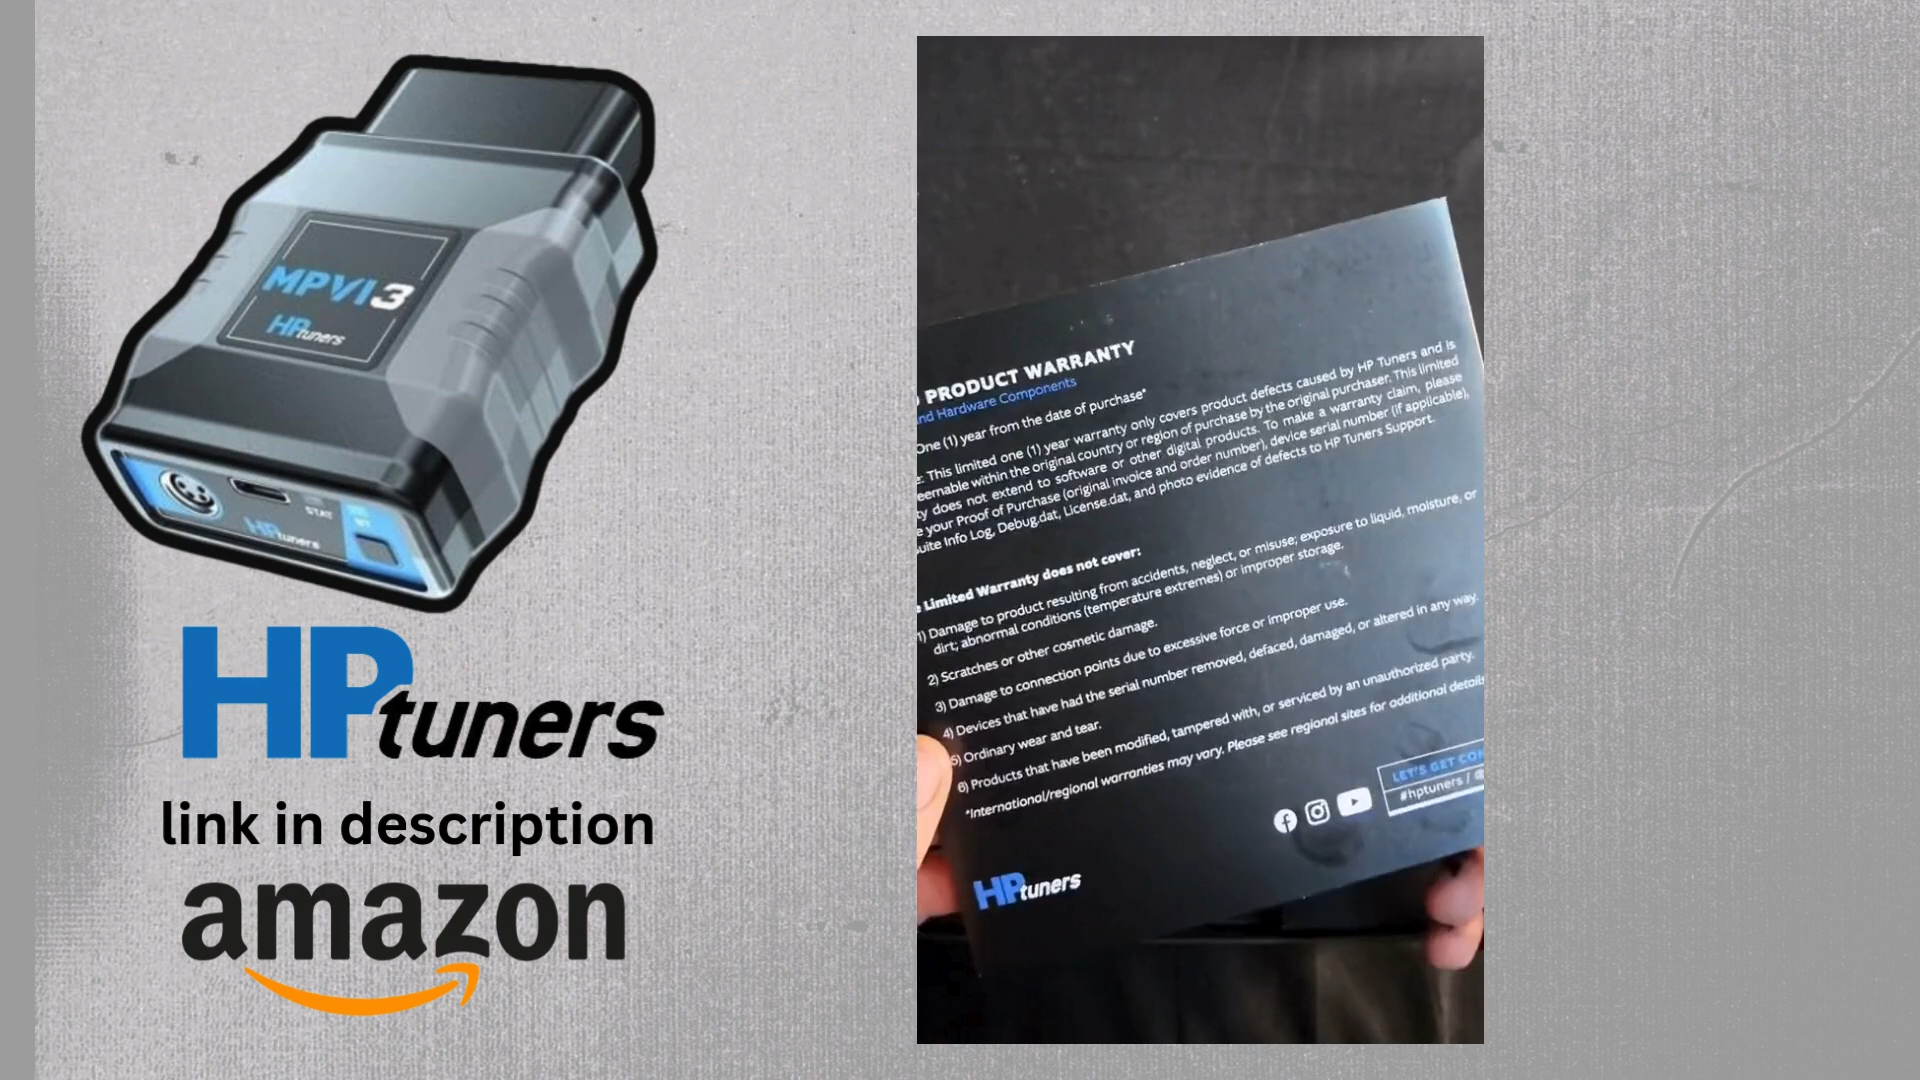 MPVI3
HPtuners
STAT
BT
HPtuners
HPtuners
link in description
amazon
PRODUCT WARRANTY
nd Hardware Components
One (1) year from the date of purchase*
e: This limited one (1) year warranty only covers product defects caused by HP Tuners and is
eemable within the original country or region of purchase by the original purchaser. This limited
ty does not extend to software or other digital products. To make a warranty claim, please
e your Proof of Purchase (original invoice and order number), device serial number (if applicable),
uite Info Log, Debug.dat, License.dat, and photo evidence of defects to HP Tuners Support.
e Limited Warranty does not cover:
1) Damage to product resulting from accidents, neglect, or misuse; exposure to liquid, moisture, or
dirt; abnormal conditions (temperature extremes) or improper storage.
2) Scratches or other cosmetic damage.
3) Damage to connection points due to excessive force or improper use.
4) Devices that have had the serial number removed, defaced, damaged, or altered in any way.
5) Ordinary wear and tear.
6) Products that have been modified, tampered with, or serviced by an unauthorized party.
*International/regional warranties may vary. Please see regional sites for additional details
LET'S GET CON
#hptuners / @
HPtuners